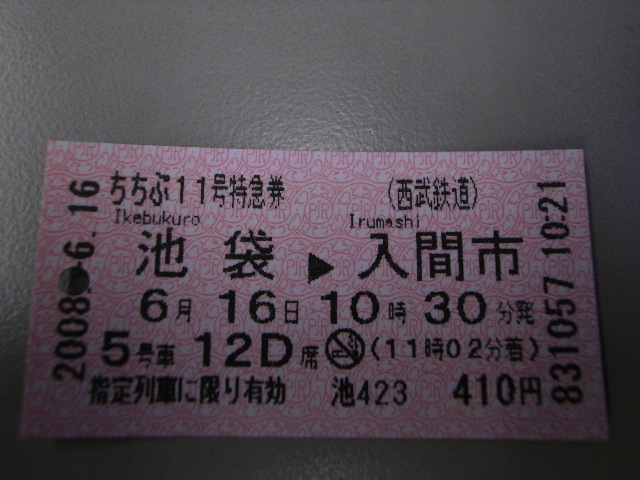 ちちぶ11号特急券 (西武鉄道)
Ikebukuro Irumashi
池袋 ▶ 入間市
6月 16日 10時 30分発
5号車 12D席 (11時02分着)
指定列車に限り有効 池423 410円
2008.-6.16
831057 10:21